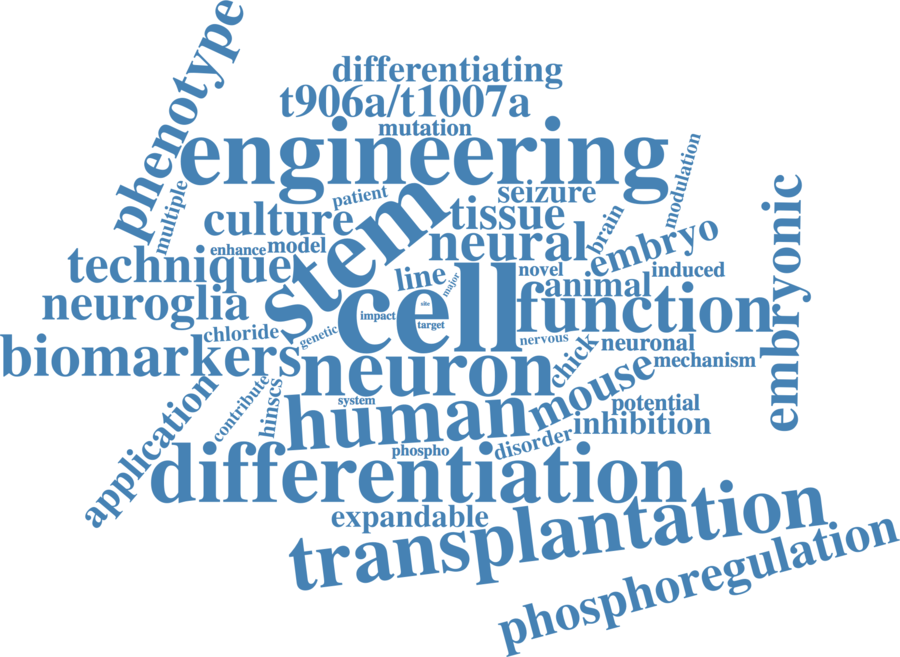 phenotype
differentiating
t906a/t1007a
mutation
engineering
modulation
multiple
patient
seizure
culture
stem
tissue
brain
embryonic
enhance
model
neural
embryo
technique
line
major
novel
induced
animal
neuroglia
cell
site
impact
target
function
chloride
genetic
nervous
neuronal
biomarkers
neuron
chick
mechanism
mouse
application
contribute
hinscs
system
human
potential
inhibition
disorder
phospho
differentiation
expandable
transplantation
phosphoregulation